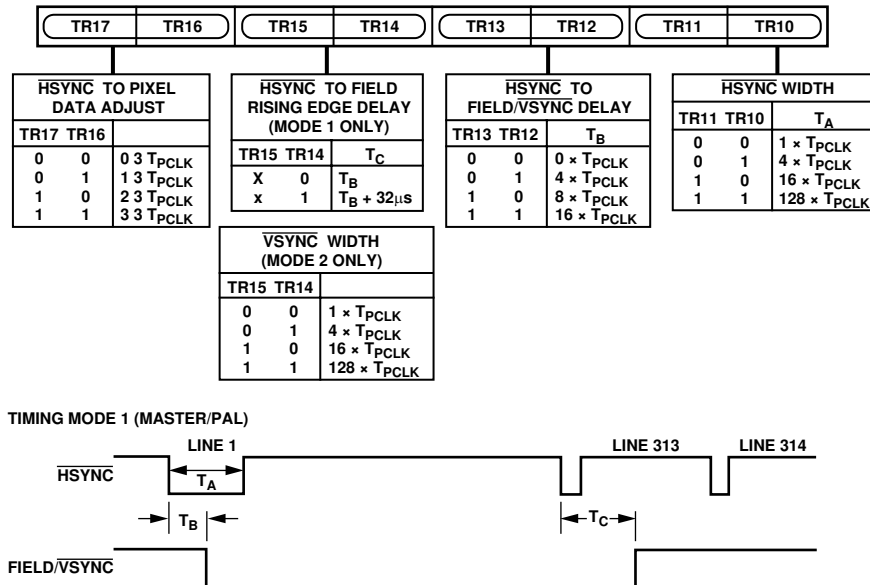 TR17 TR16 TR15 TR14 TR13 TR12 TR11 TR10
HSYNC TO PIXEL
DATA ADJUST
TR17 TR16
0 0 0 3 TPCLK
0 1 1 3 TPCLK
1 0 2 3 TPCLK
1 1 3 3 TPCLK
HSYNC TO FIELD
RISING EDGE DELAY
(MODE 1 ONLY)
TR15 TR14 TC
X 0 TB
x 1 TB + 32µs
VSYNC WIDTH
(MODE 2 ONLY)
TR15 TR14
0 0 1 × TPCLK
0 1 4 × TPCLK
1 0 16 × TPCLK
1 1 128 × TPCLK
HSYNC TO
FIELD/VSYNC DELAY
TR13 TR12 TB
0 0 0 × TPCLK
0 1 4 × TPCLK
1 0 8 × TPCLK
1 1 16 × TPCLK
HSYNC WIDTH
TR11 TR10 TA
0 0 1 × TPCLK
0 1 4 × TPCLK
1 0 16 × TPCLK
1 1 128 × TPCLK
TIMING MODE 1 (MASTER/PAL)
LINE 1 LINE 313 LINE 314
HSYNC
TA
TB
TC
FIELD/VSYNC